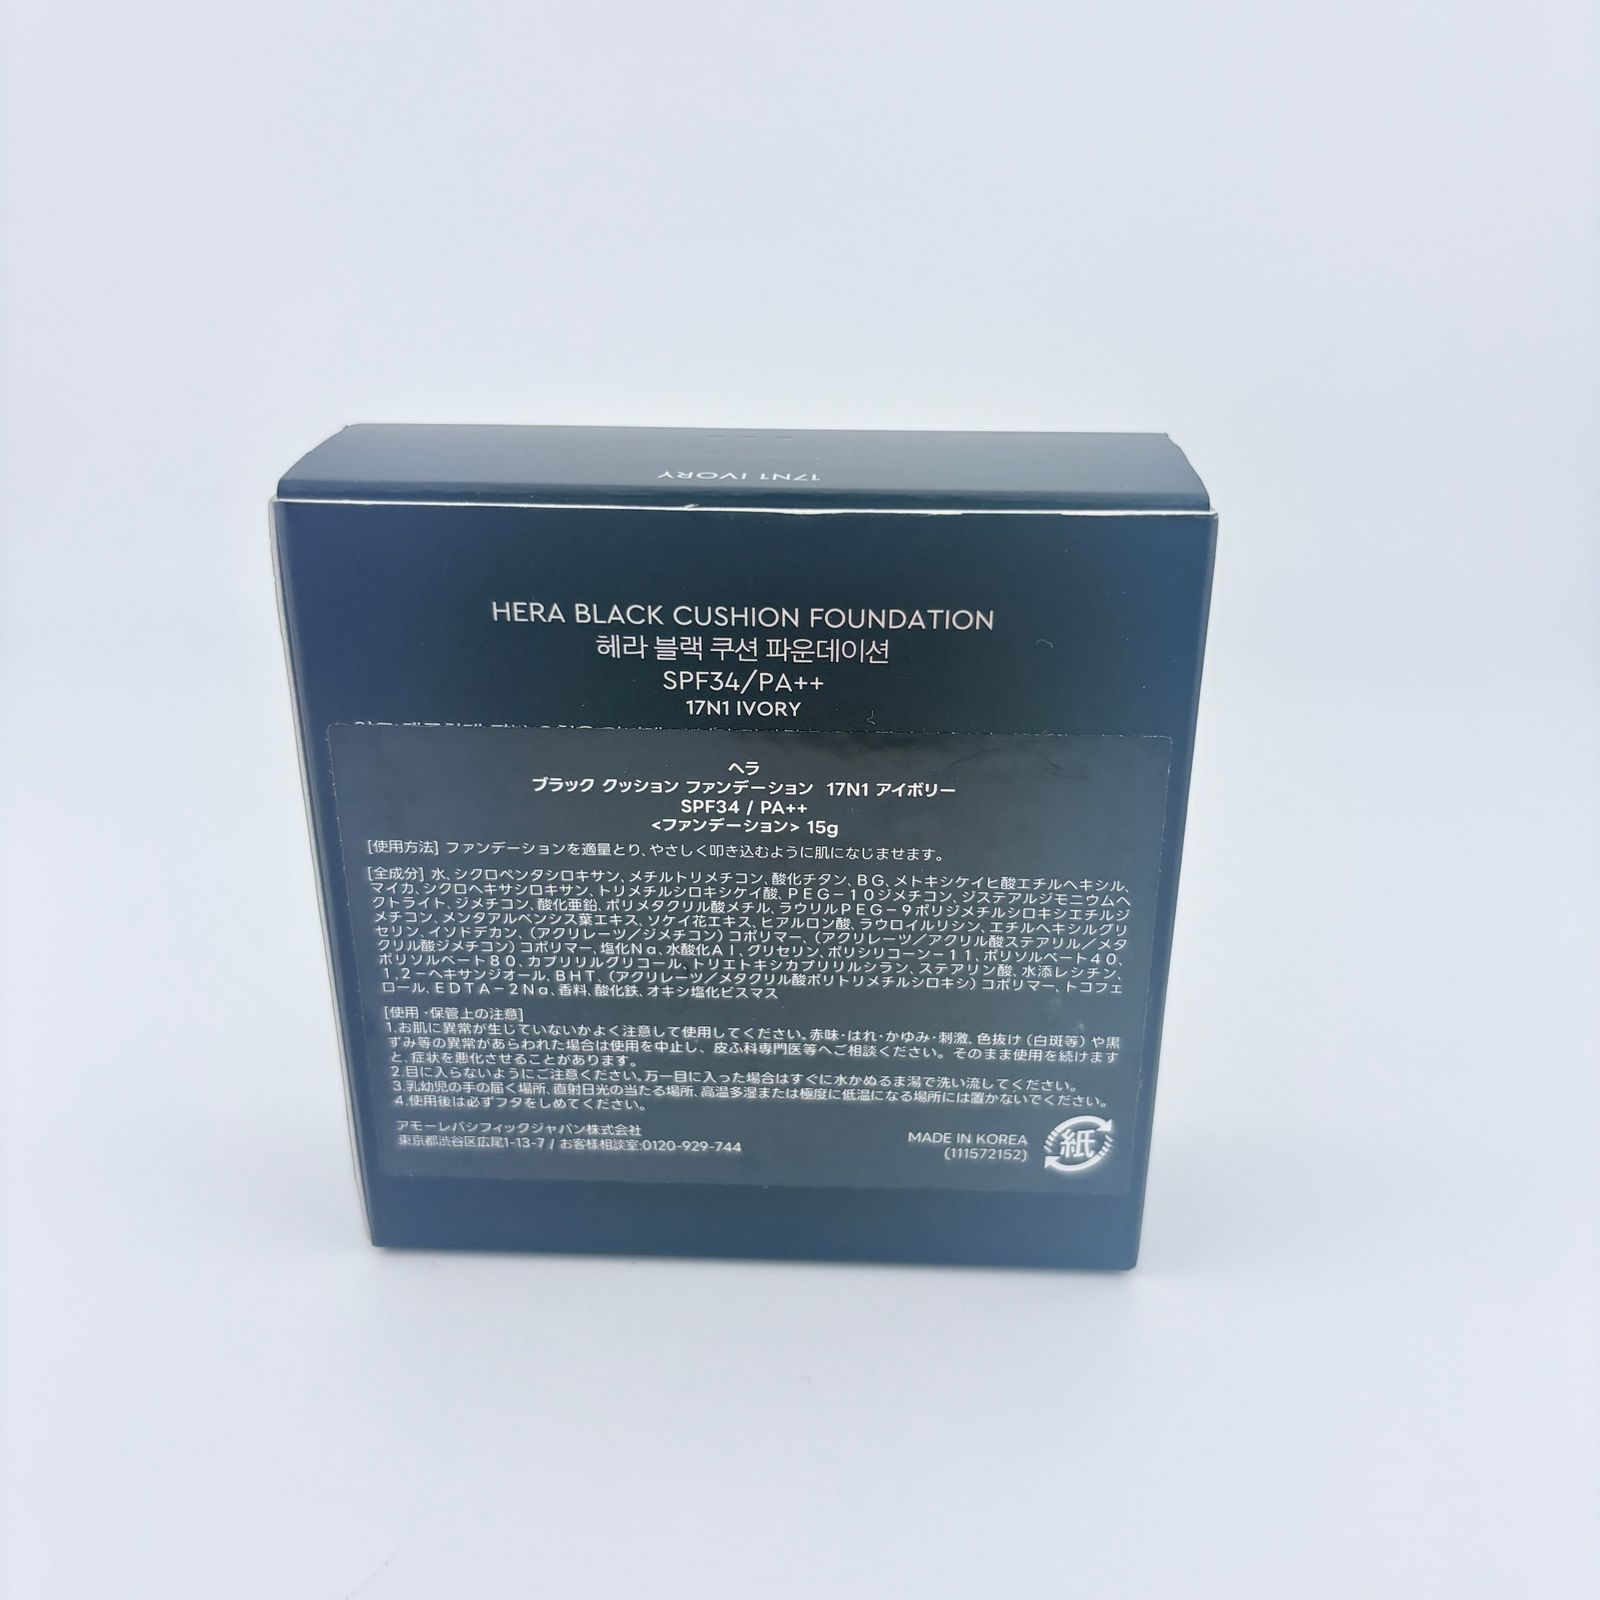 17N1 IVORY
HERA BLACK CUSHION FOUNDATION
헤라 블랙 쿠션 파운데이션
SPF34/PA++
17N1 IVORY
ヘラ
ブラック クッション ファンデーション 17N1 アイボリー
SPF34 / PA++
<ファンデーション> 15g
[使用方法] ファンデーションを適量とり、やさしく叩き込むように肌になじませます。
[全成分] 水、シクロペンタシロキサン、メチルトリメチコン、酸化チタン、BG、メトキシケイヒ酸エチルヘキシル、
マイカ、シクロヘキサシロキサン、トリメチルシロキシケイ酸、PEG-10ジメチコン、ジステアルジモニウムヘ
クトライト、ジメチコン、酸化亜鉛、ポリメタクリル酸メチル、ラウリルPEG-9ポリジメチルシロキシエチルジ
メチコン、メンタアルベンシス葉エキス、ソケイ花エキス、ヒアルロン酸、ラウロイルリシン、エチルヘキシルグリ
セリン、イソドデカン、(アクリレーツ/ジメチコン)コポリマー、(アクリレーツ/アクリル酸ステアリル/メタ
クリル酸ジメチコン)コポリマー、塩化Na、水酸化Al、グリセリン、ポリシリコーン-11、ポリソルベート40、
ポリソルベート80、カプリリルグリコール、トリエトキシカプリリルシラン、ステアリン酸、水添レシチン、
1,2-ヘキサンジオール、BHT、(アクリレーツ/メタクリル酸ポリトリメチルシロキシ)コポリマー、トコフェ
ロール、EDTA-2Na、香料、酸化鉄、オキシ塩化ビスマス
[使用・保管上の注意]
1.お肌に異常が生じていないかよく注意して使用してください。赤味・はれ・かゆみ・刺激、色抜け(白斑等)や黒
ずみ等の異常があらわれた場合は使用を中止し、皮ふ科専門医等へご相談ください。そのまま使用を続けます
と、症状を悪化させることがあります。
2.目に入らないようにご注意ください。万一目に入った場合はすぐに水かぬるま湯で洗い流してください。
3.乳幼児の手の届く場所、直射日光の当たる場所、高温多湿または極度に低温になる場所には置かないでください。
4.使用後は必ずフタをしめてください。
アモーレパシフィックジャパン株式会社
東京都渋谷区広尾1-13-7 / お客様相談室:0120-929-744
MADE IN KOREA
(111572152)
紙